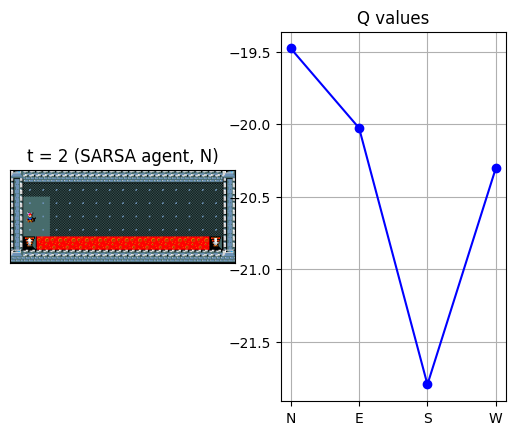 Q values
t = 2 (SARSA agent, N)
−19.5
−20.0
−20.5
−21.0
−21.5
N E S W